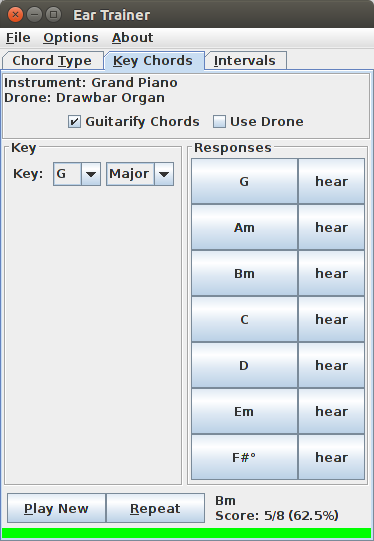 Ear Trainer
File Options About
Chord Type Key Chords Intervals
Instrument: Grand Piano
Drone: Drawbar Organ
Guitarify Chords Use Drone
Key Responses
Key: G Major
G hear
Am hear
Bm hear
C hear
D hear
Em hear
F#° hear
Play New Repeat
Bm
Score: 5/8 (62.5%)